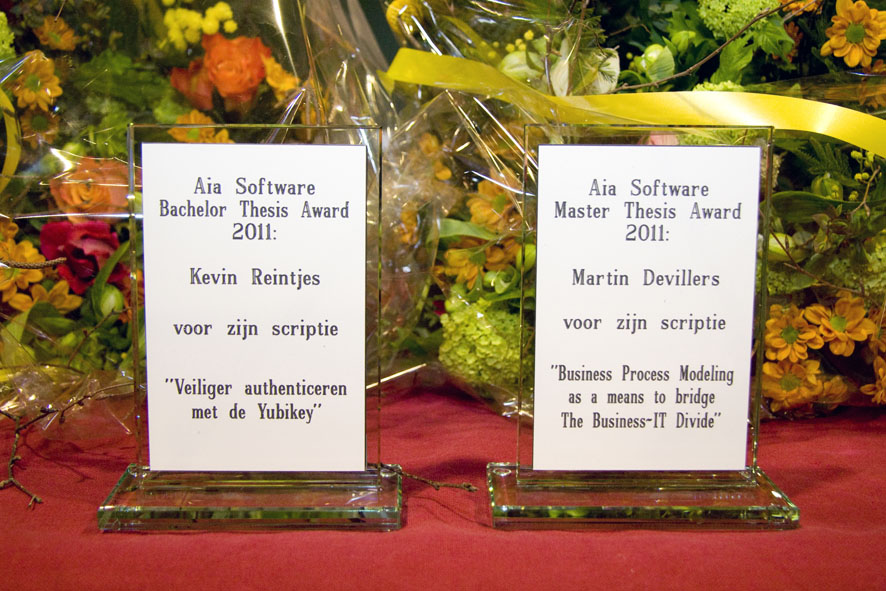 Aia Software
Bachelor Thesis Award
2011:
Kevin Reintjes
voor zijn scriptie
"Veiliger authenticeren
met de Yubikey"
Aia Software
Master Thesis Award
2011:
Martin Devillers
voor zijn scriptie
"Business Process Modeling
as a means to bridge
The Business-IT Divide"